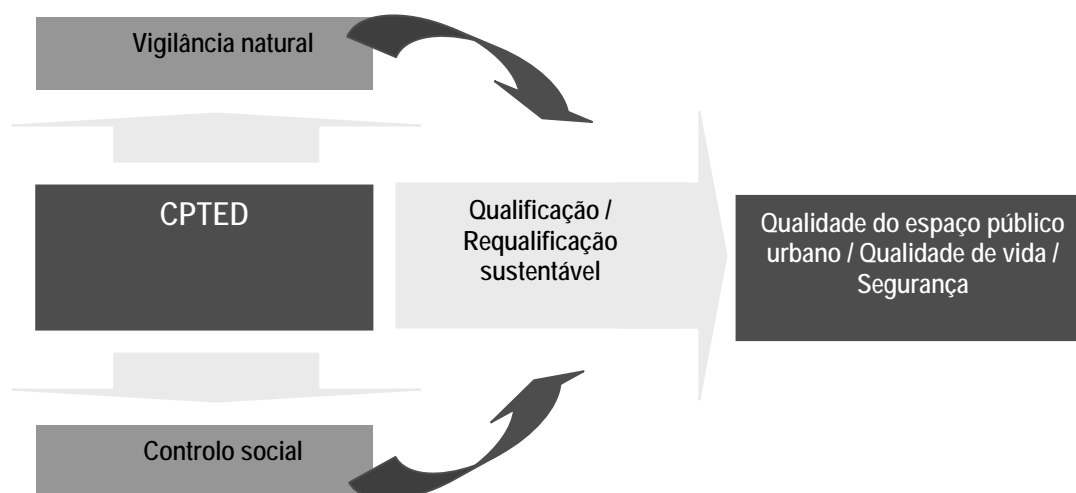 Vigilância natural
CPTED
Qualificação /
Requalificação
sustentável
Qualidade do espaço público
urbano / Qualidade de vida /
Segurança
Controlo social